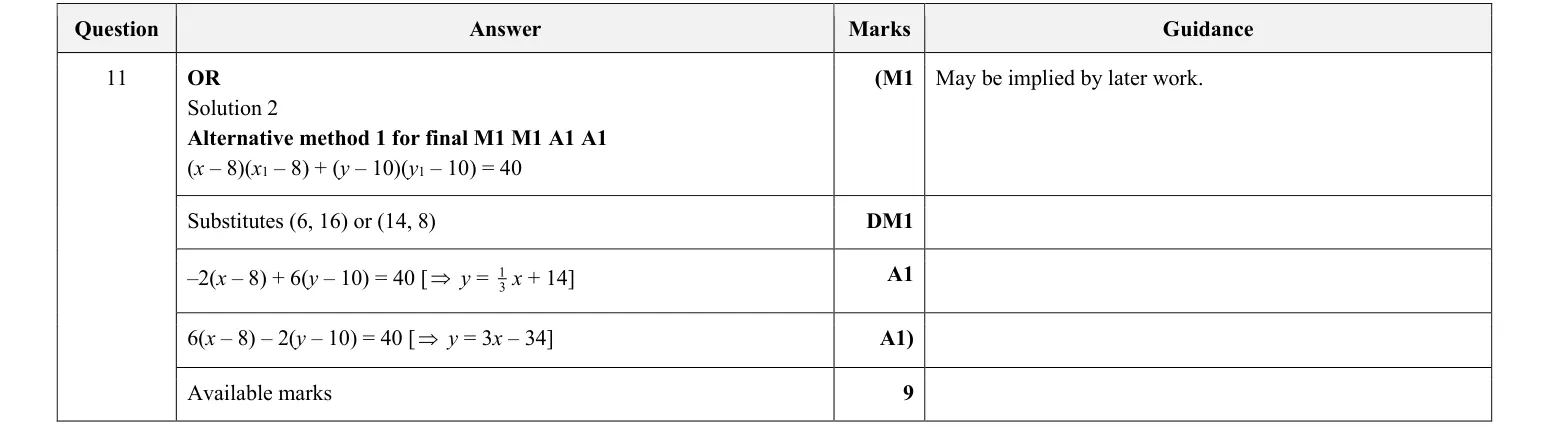 Question Answer Marks Guidance
11 OR (M1 May be implied by later work.
Solution 2
Alternative method 1 for final M1 M1 A1 A1
(x – 8)(x₁ – 8) + (y – 10)(y₁ – 10) = 40
Substitutes (6, 16) or (14, 8) DM1
–2(x – 8) + 6(y – 10) = 40 [⇒ y = 1/3 x + 14] A1
6(x – 8) – 2(y – 10) = 40 [⇒ y = 3x – 34] A1)
Available marks 9